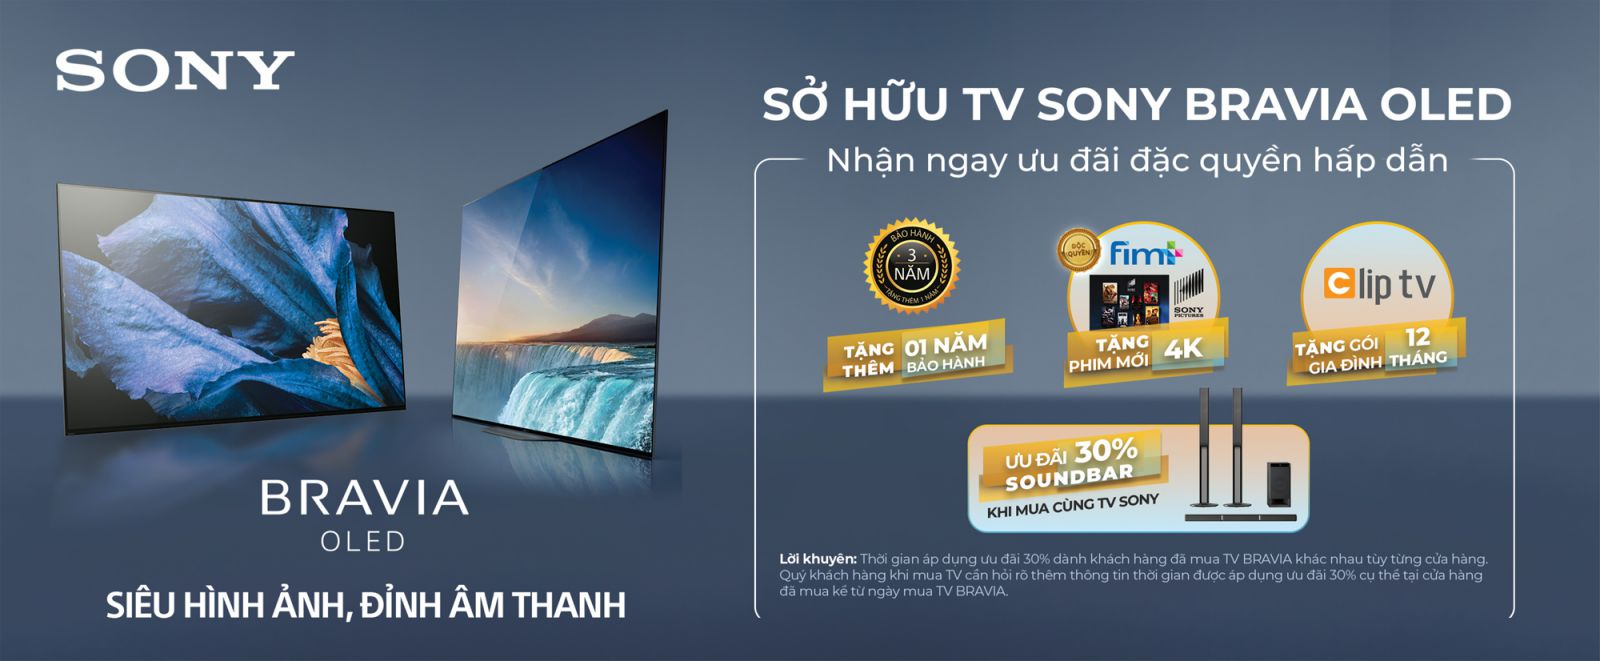 SONY
BRAVIA
OLED
SIÊU HÌNH ẢNH, ĐỈNH ÂM THANH
SỞ HỮU TV SONY BRAVIA OLED
Nhận ngay ưu đãi đặc quyền hấp dẫn
BẢO HÀNH
3
NĂM
TẶNG THÊM 1 NĂM
TẶNG THÊM
01 NĂM
BẢO HÀNH
ĐỘC QUYỀN
fim+
SONY
PICTURES
TẶNG
PHIM MỚI
4K
Clip tv
TẶNG GÓI
GIA ĐÌNH
12
THÁNG
ƯU ĐÃI 30%
SOUNDBAR
KHI MUA CÙNG TV SONY
Lời khuyên: Thời gian áp dụng ưu đãi 30% dành khách hàng đã mua TV BRAVIA khác nhau tùy từng cửa hàng.
Quý khách hàng khi mua TV cần hỏi rõ thêm thông tin thời gian được áp dụng ưu đãi 30% cụ thể tại cửa hàng
đã mua kể từ ngày mua TV BRAVIA.